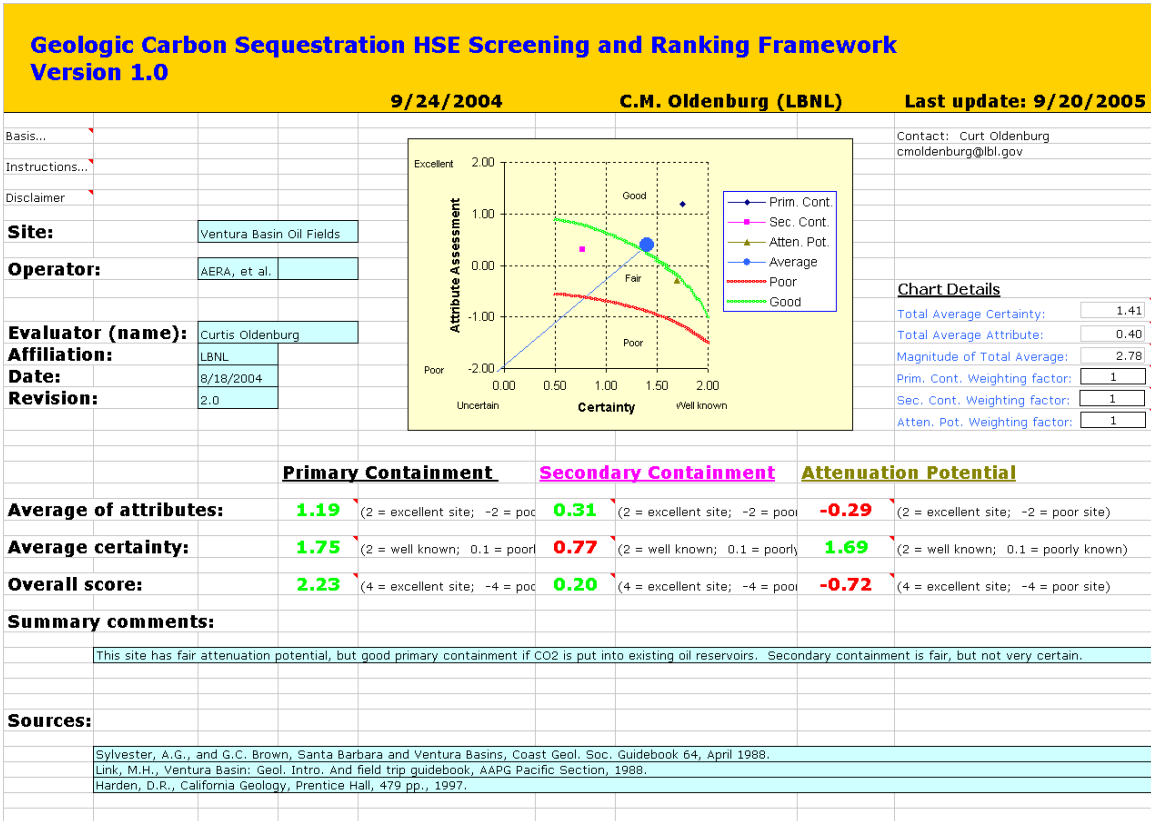 Geologic Carbon Sequestration HSE Screening and Ranking Framework
Version 1.0
9/24/2004 C.M. Oldenburg (LBNL) Last update: 9/20/2005
Basis...
Contact: Curt Oldenburg
cmoldenburg@lbl.gov
Instructions...
Disclaimer
Site: Ventura Basin Oil Fields
Operator: AERA, et al.
Evaluator (name): Curtis Oldenburg
Affiliation: LBNL
Date: 8/18/2004
Revision: 2.0
Excellent 2.00
1.00
0.00
-1.00
Poor -2.00
Attribute Assessment
Good
Fair
Poor
0.00 0.50 1.00 1.50 2.00
Uncertain Certainty Well known
Prim. Cont.
Sec. Cont.
Atten. Pot.
Average
Poor
Good
Chart Details
Total Average Certainty: 1.41
Total Average Attribute: 0.40
Magnitude of Total Average: 2.78
Prim. Cont. Weighting factor: 1
Sec. Cont. Weighting factor: 1
Atten. Pot. Weighting factor: 1
Primary Containment Secondary Containment Attenuation Potential
Average of attributes: 1.19 (2 = excellent site; -2 = poo 0.31 (2 = excellent site; -2 = poor -0.29 (2 = excellent site; -2 = poor site)
Average certainty: 1.75 (2 = well known; 0.1 = poorl 0.77 (2 = well known; 0.1 = poorly 1.69 (2 = well known; 0.1 = poorly known)
Overall score: 2.23 (4 = excellent site; -4 = poo 0.20 (4 = excellent site; -4 = poor -0.72 (4 = excellent site; -4 = poor site)
Summary comments:
This site has fair attenuation potential, but good primary containment if CO2 is put into existing oil reservoirs. Secondary containment is fair, but not very certain.
Sources:
Sylvester, A.G., and G.C. Brown, Santa Barbara and Ventura Basins, Coast Geol. Soc. Guidebook 64, April 1988.
Link, M.H., Ventura Basin: Geol. Intro. And field trip guidebook, AAPG Pacific Section, 1988.
Harden, D.R., California Geology, Prentice Hall, 479 pp., 1997.